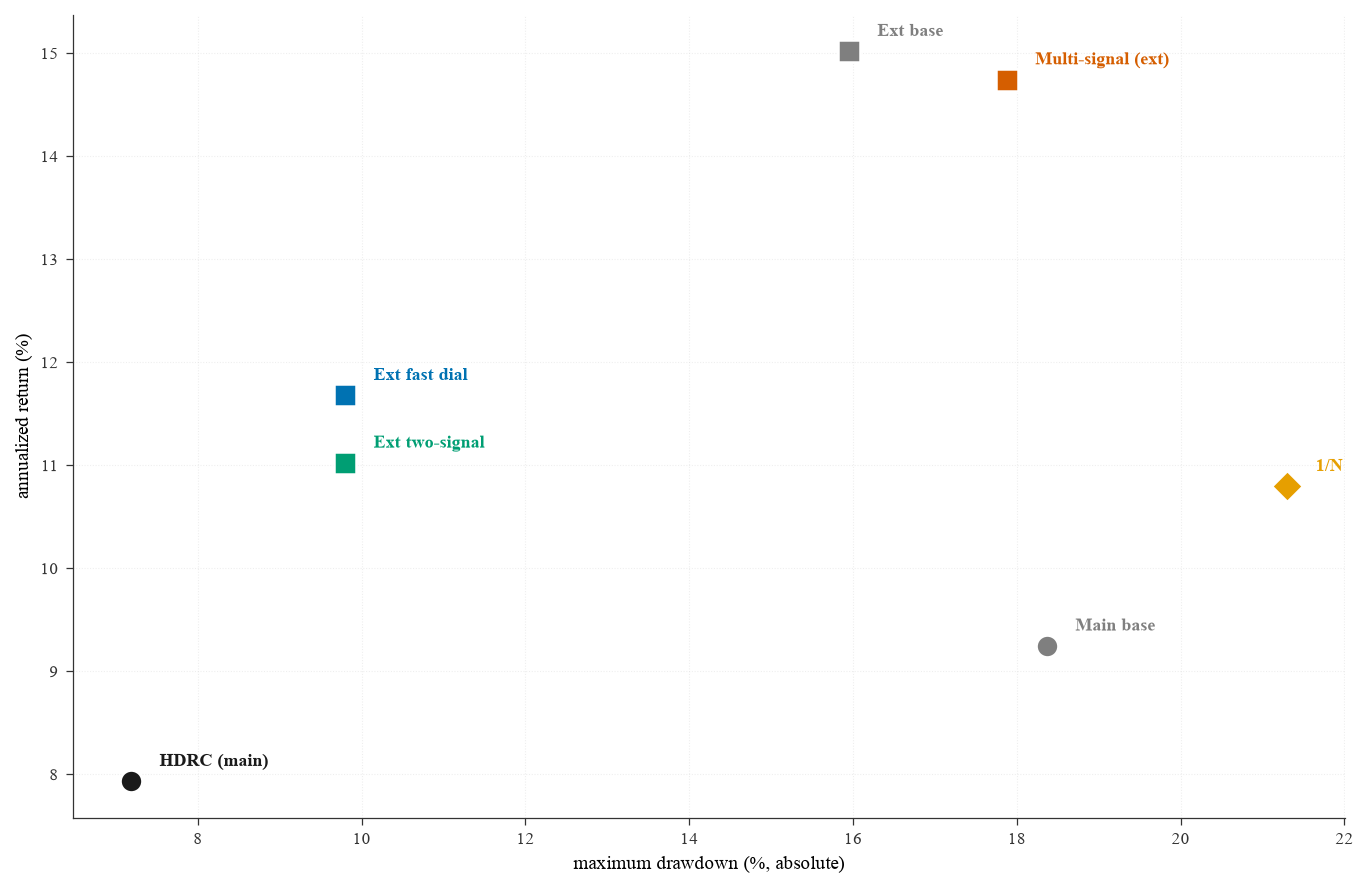 Ext base
Multi-signal (ext)
Ext fast dial
Ext two-signal
1/N
Main base
HDRC (main)
15
14
13
12
11
10
9
8
annualized return (%)
8
10
12
14
16
18
20
22
maximum drawdown (%, absolute)